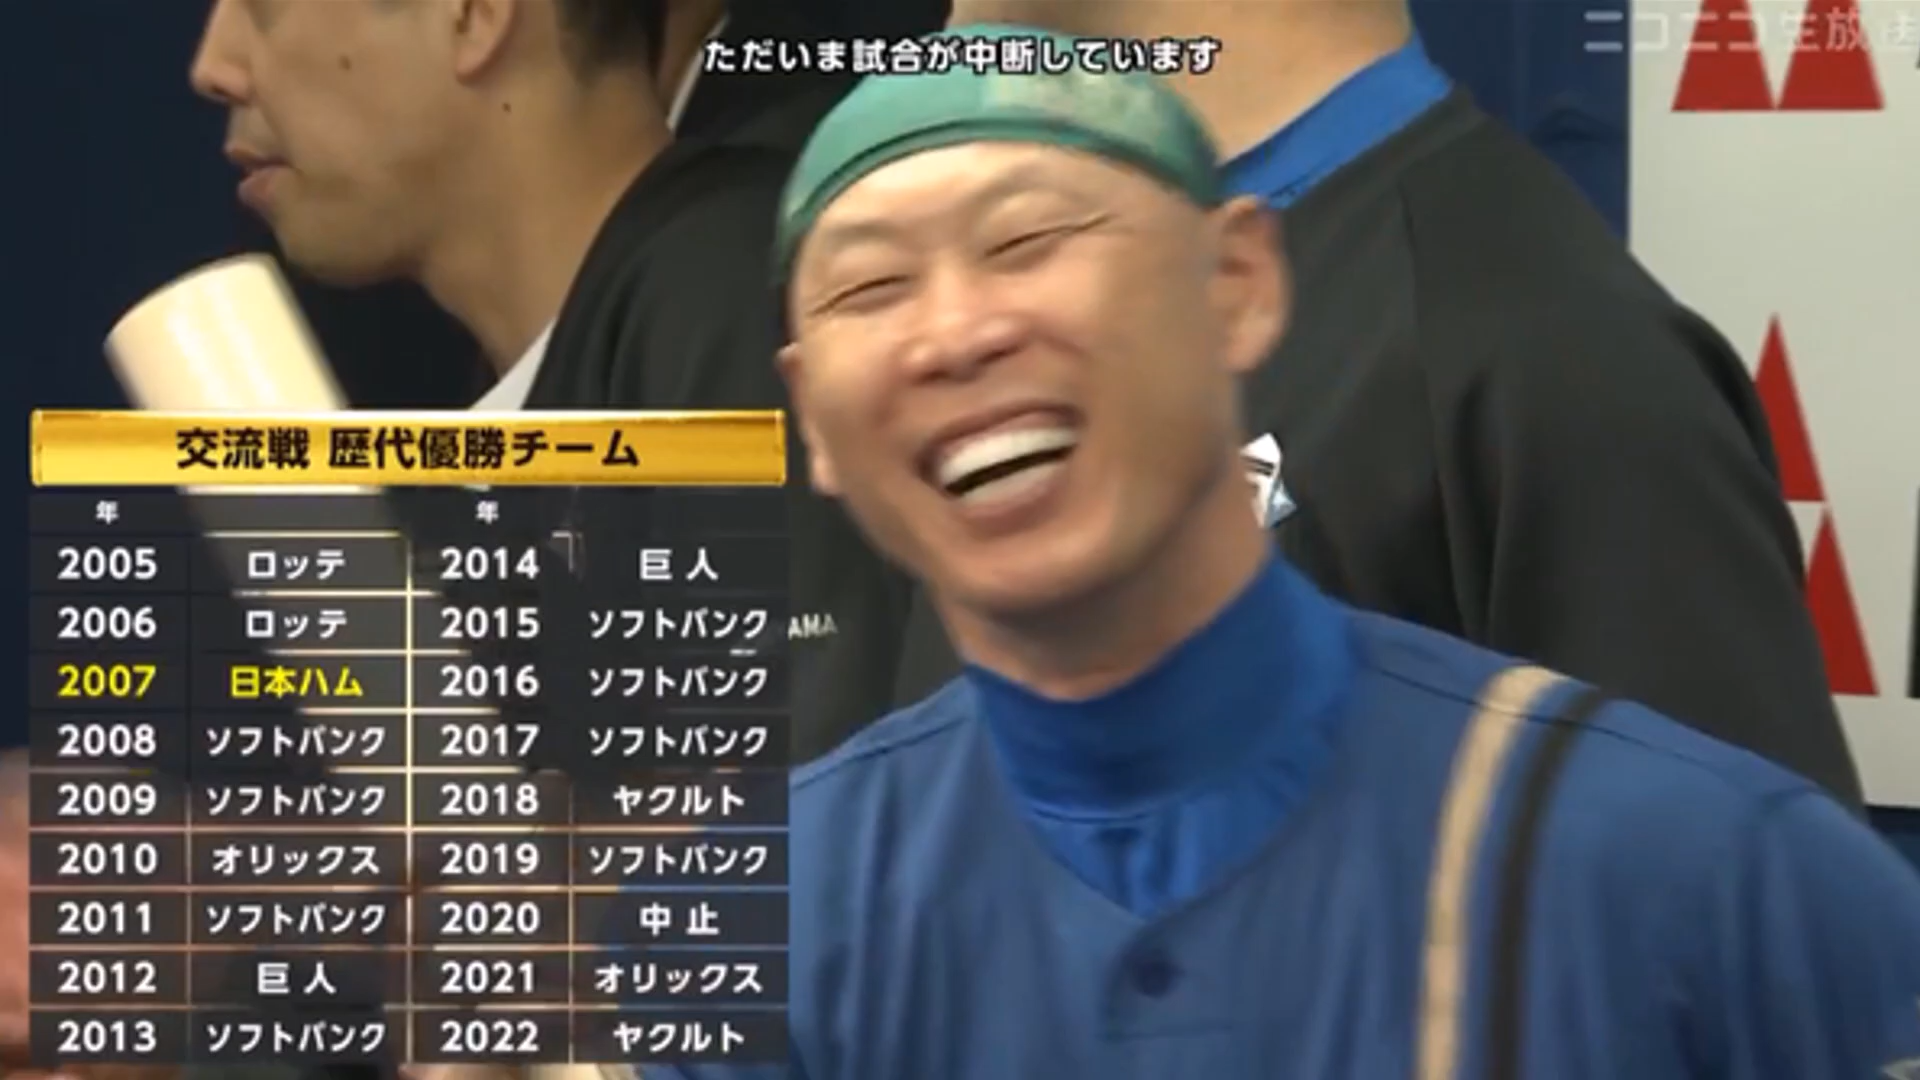 ただいま試合が中断しています
ニコニコ生放送
交流戦 歴代優勝チーム
年 年
2005 ロッテ 2014 巨人
2006 ロッテ 2015 ソフトバンク
2007 日本ハム 2016 ソフトバンク
2008 ソフトバンク 2017 ソフトバンク
2009 ソフトバンク 2018 ヤクルト
2010 オリックス 2019 ソフトバンク
2011 ソフトバンク 2020 中止
2012 巨人 2021 オリックス
2013 ソフトバンク 2022 ヤクルト
AMA